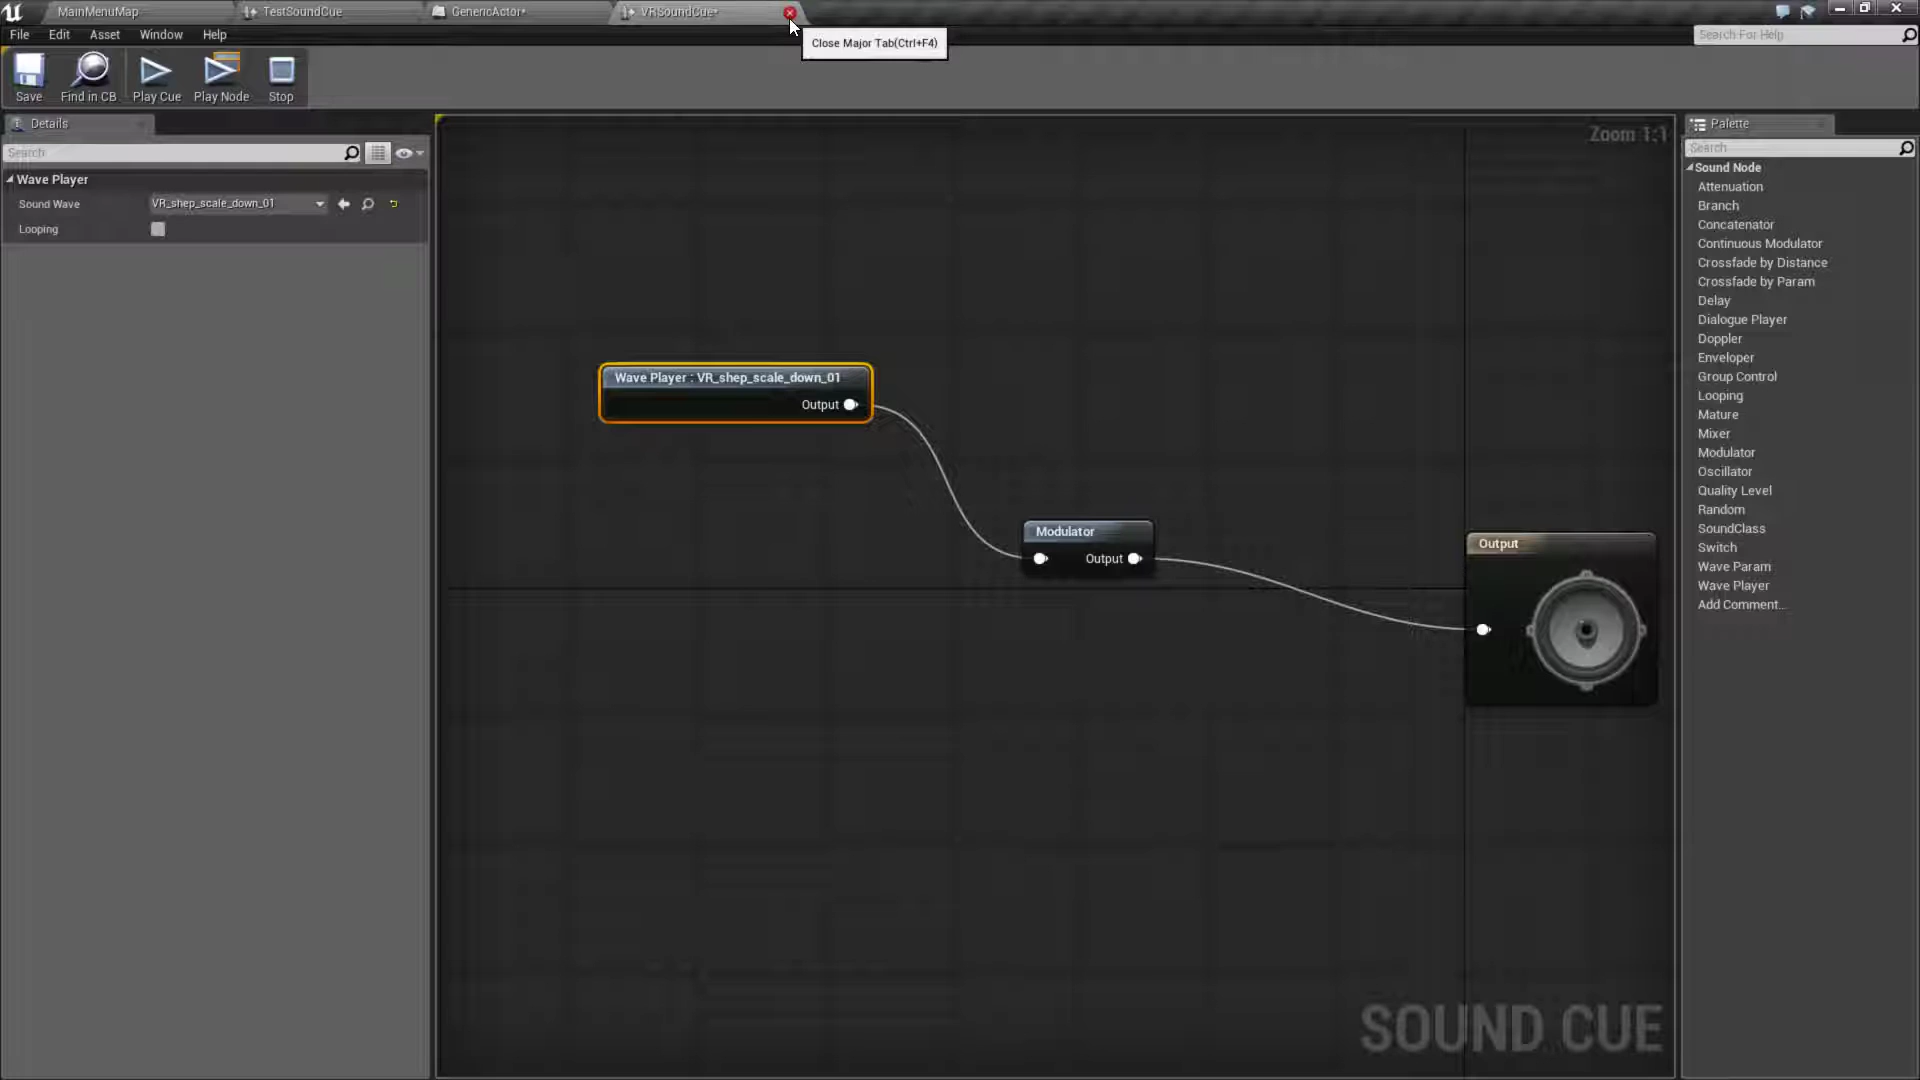 MainMenuMap
TestSoundCue
GenericActor*
VRSoundCue*
File Edit Asset Window Help
Close Major Tab(Ctrl+F4)
Search For Help
Save
Find in CB
Play Cue
Play Node
Stop
Details
Search
Wave Player
Sound Wave
VR_shep_scale_down_01
Looping
Zoom 1:1
Wave Player : VR_shep_scale_down_01
Output
Modulator
Output
Output
SOUND CUE
Palette
Search
Sound Node
Attenuation
Branch
Concatenator
Continuous Modulator
Crossfade by Distance
Crossfade by Param
Delay
Dialogue Player
Doppler
Enveloper
Group Control
Looping
Mature
Mixer
Modulator
Oscillator
Quality Level
Random
SoundClass
Switch
Wave Param
Wave Player
Add Comment...